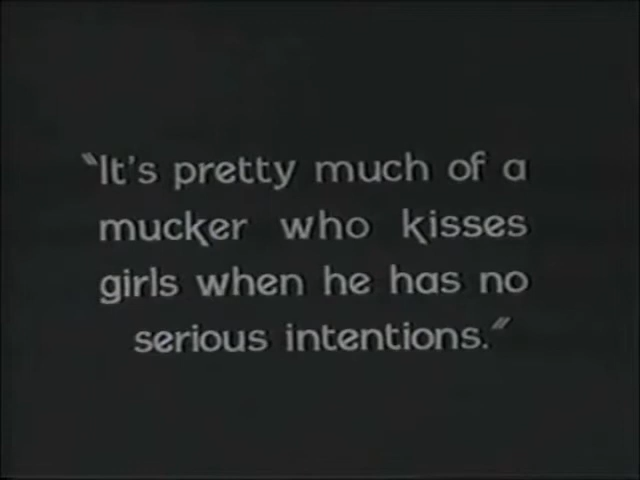 "It's pretty much of a
mucker who kisses
girls when he has no
serious intentions."